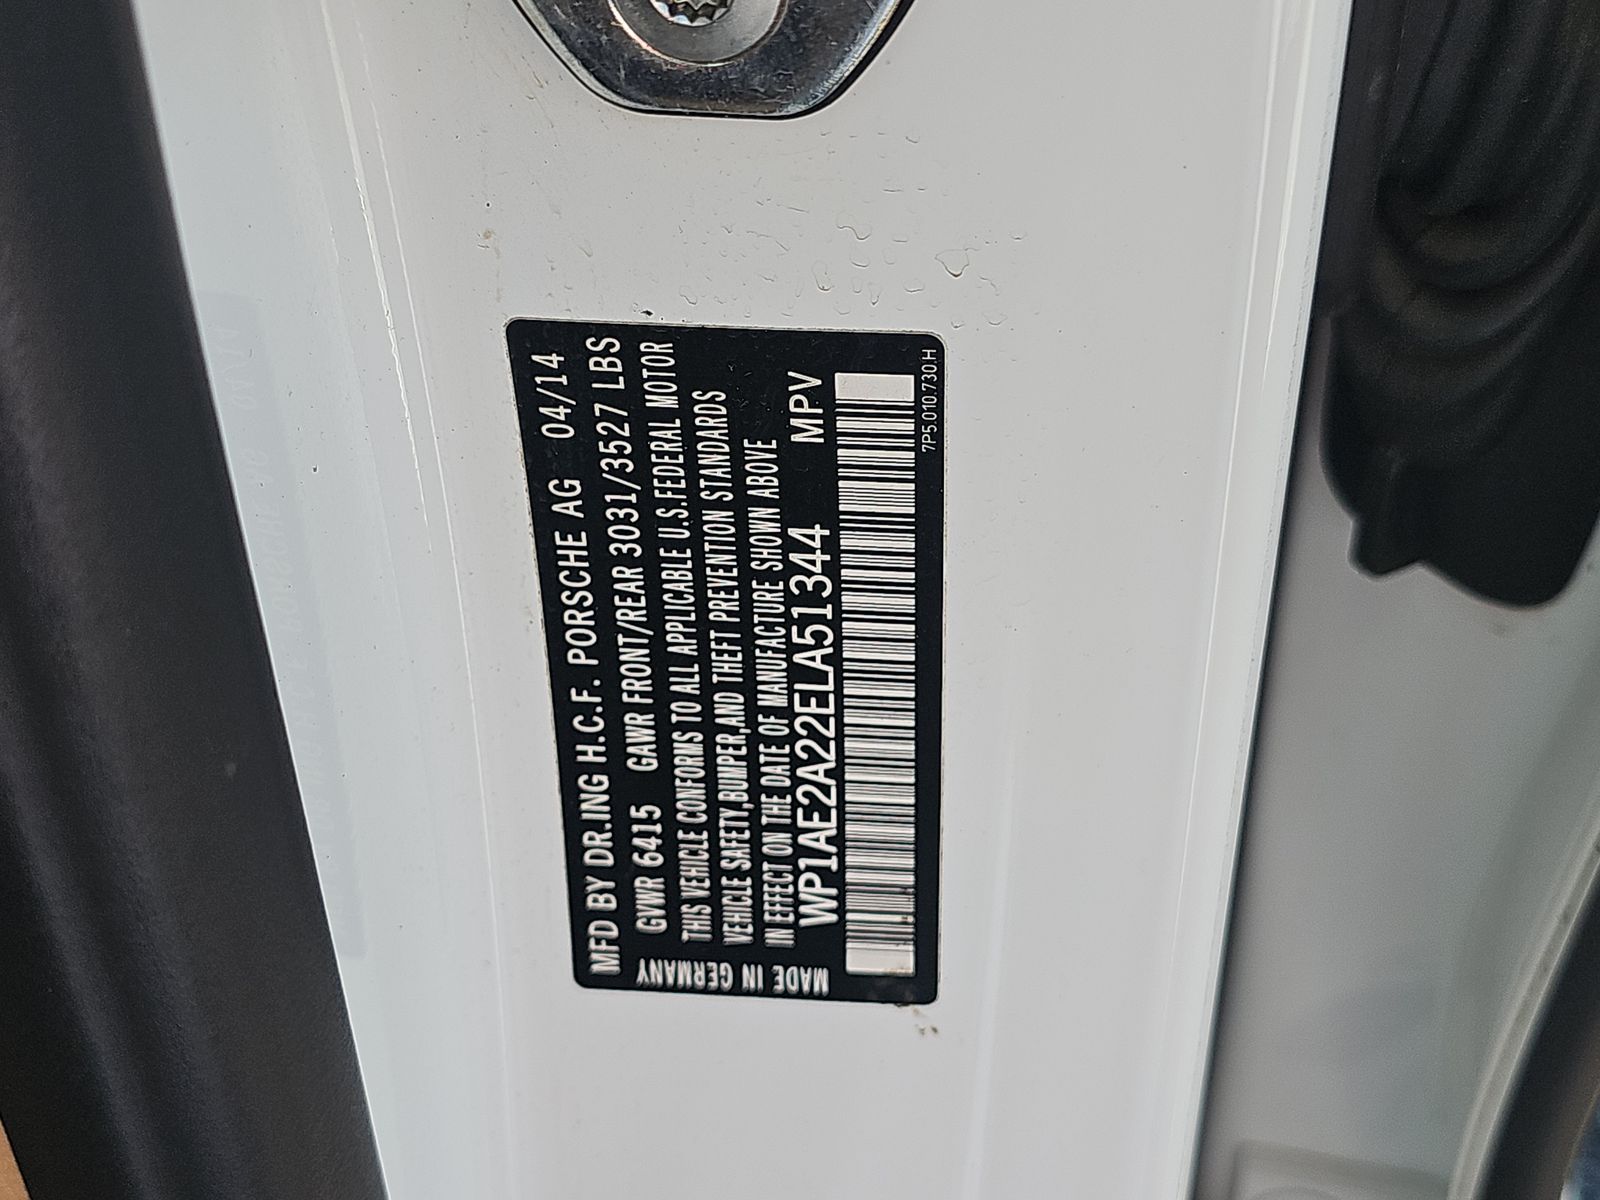 MFD BY DR.ING H.C.F. PORSCHE AG 04/14
GVWR 6415 GAWR FRONT/REAR 3031/3527 LBS
THIS VEHICLE CONFORMS TO ALL APPLICABLE U.S.FEDERAL MOTOR
VEHICLE SAFETY,BUMPER,AND THEFT PREVENTION STANDARDS
IN EFFECT ON THE DATE OF MANUFACTURE SHOWN ABOVE
WP1AE2A22ELA51344 MPV
MADE IN GERMANY
7P5.010.730.H